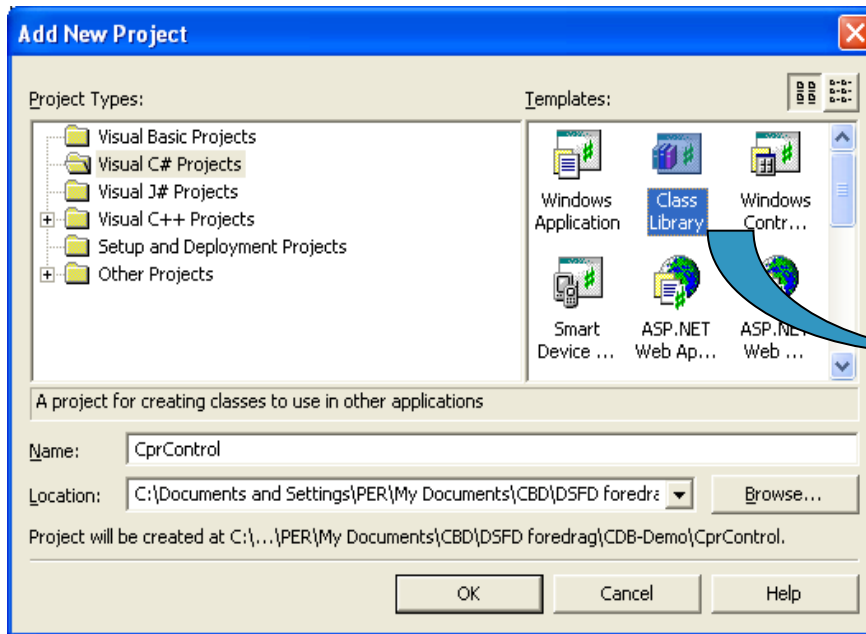 Add New Project
Project Types:
Templates:
Visual Basic Projects
Visual C# Projects
Visual J# Projects
Visual C++ Projects
Setup and Deployment Projects
Other Projects
Windows Application
Class Library
Windows Contr...
Smart Device ...
ASP.NET Web Ap...
ASP.NET Web ...
A project for creating classes to use in other applications
Name: CprControl
Location: C:\Documents and Settings\PER\My Documents\CBD\DSFD foredra Browse...
Project will be created at C:\...\PER\My Documents\CBD\DSFD foredrag\CDB-Demo\CprControl.
OK Cancel Help